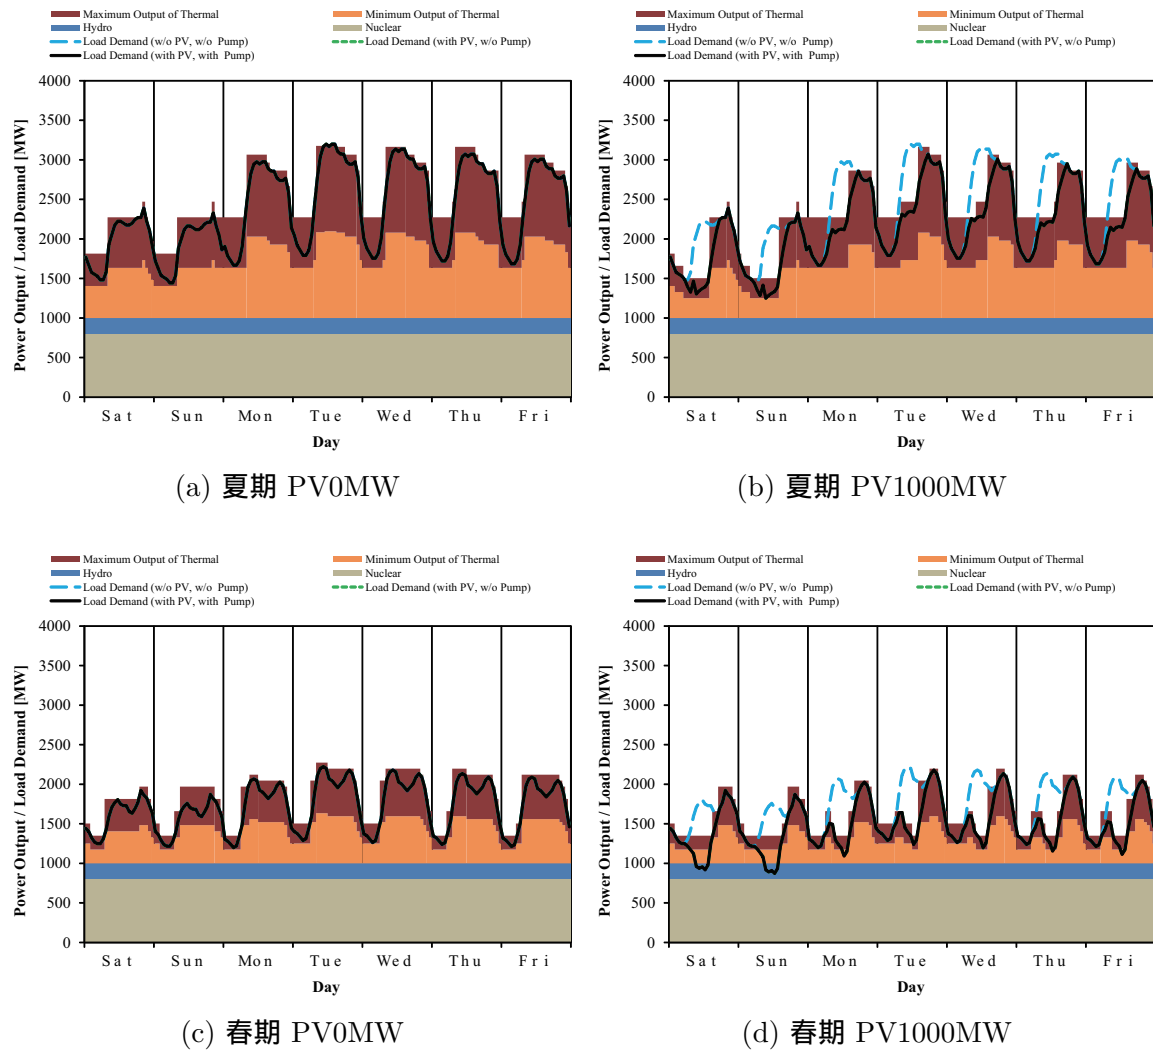 Maximum Output of Thermal
Minimum Output of Thermal
Hydro
Nuclear
Load Demand (w/o PV, w/o Pump)
Load Demand (with PV, w/o Pump)
Load Demand (with PV, with Pump)
Power Output / Load Demand [MW]
4000
3500
3000
2500
2000
1500
1000
500
0
Sat Sun Mon Tue Wed Thu Fri
Day
(a) 夏期 PV0MW
Maximum Output of Thermal
Minimum Output of Thermal
Hydro
Nuclear
Load Demand (w/o PV, w/o Pump)
Load Demand (with PV, w/o Pump)
Load Demand (with PV, with Pump)
Power Output / Load Demand [MW]
4000
3500
3000
2500
2000
1500
1000
500
0
Sat Sun Mon Tue Wed Thu Fri
Day
(b) 夏期 PV1000MW
Maximum Output of Thermal
Minimum Output of Thermal
Hydro
Nuclear
Load Demand (w/o PV, w/o Pump)
Load Demand (with PV, w/o Pump)
Load Demand (with PV, with Pump)
Power Output / Load Demand [MW]
4000
3500
3000
2500
2000
1500
1000
500
0
Sat Sun Mon Tue Wed Thu Fri
Day
(c) 春期 PV0MW
Maximum Output of Thermal
Minimum Output of Thermal
Hydro
Nuclear
Load Demand (w/o PV, w/o Pump)
Load Demand (with PV, w/o Pump)
Load Demand (with PV, with Pump)
Power Output / Load Demand [MW]
4000
3500
3000
2500
2000
1500
1000
500
0
Sat Sun Mon Tue Wed Thu Fri
Day
(d) 春期 PV1000MW